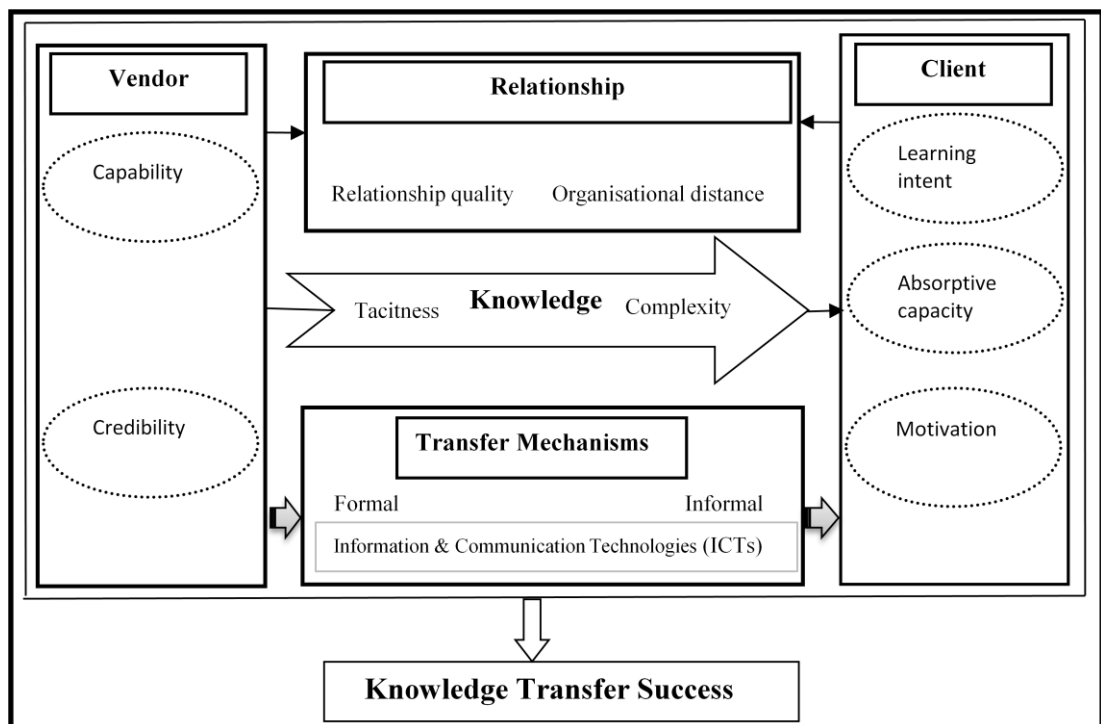 Vendor
Capability
Credibility
Relationship
Relationship quality Organisational distance
Tacitness Knowledge Complexity
Transfer Mechanisms
Formal Informal
Information & Communication Technologies (ICTs)
Client
Learning
intent
Absorptive
capacity
Motivation
Knowledge Transfer Success